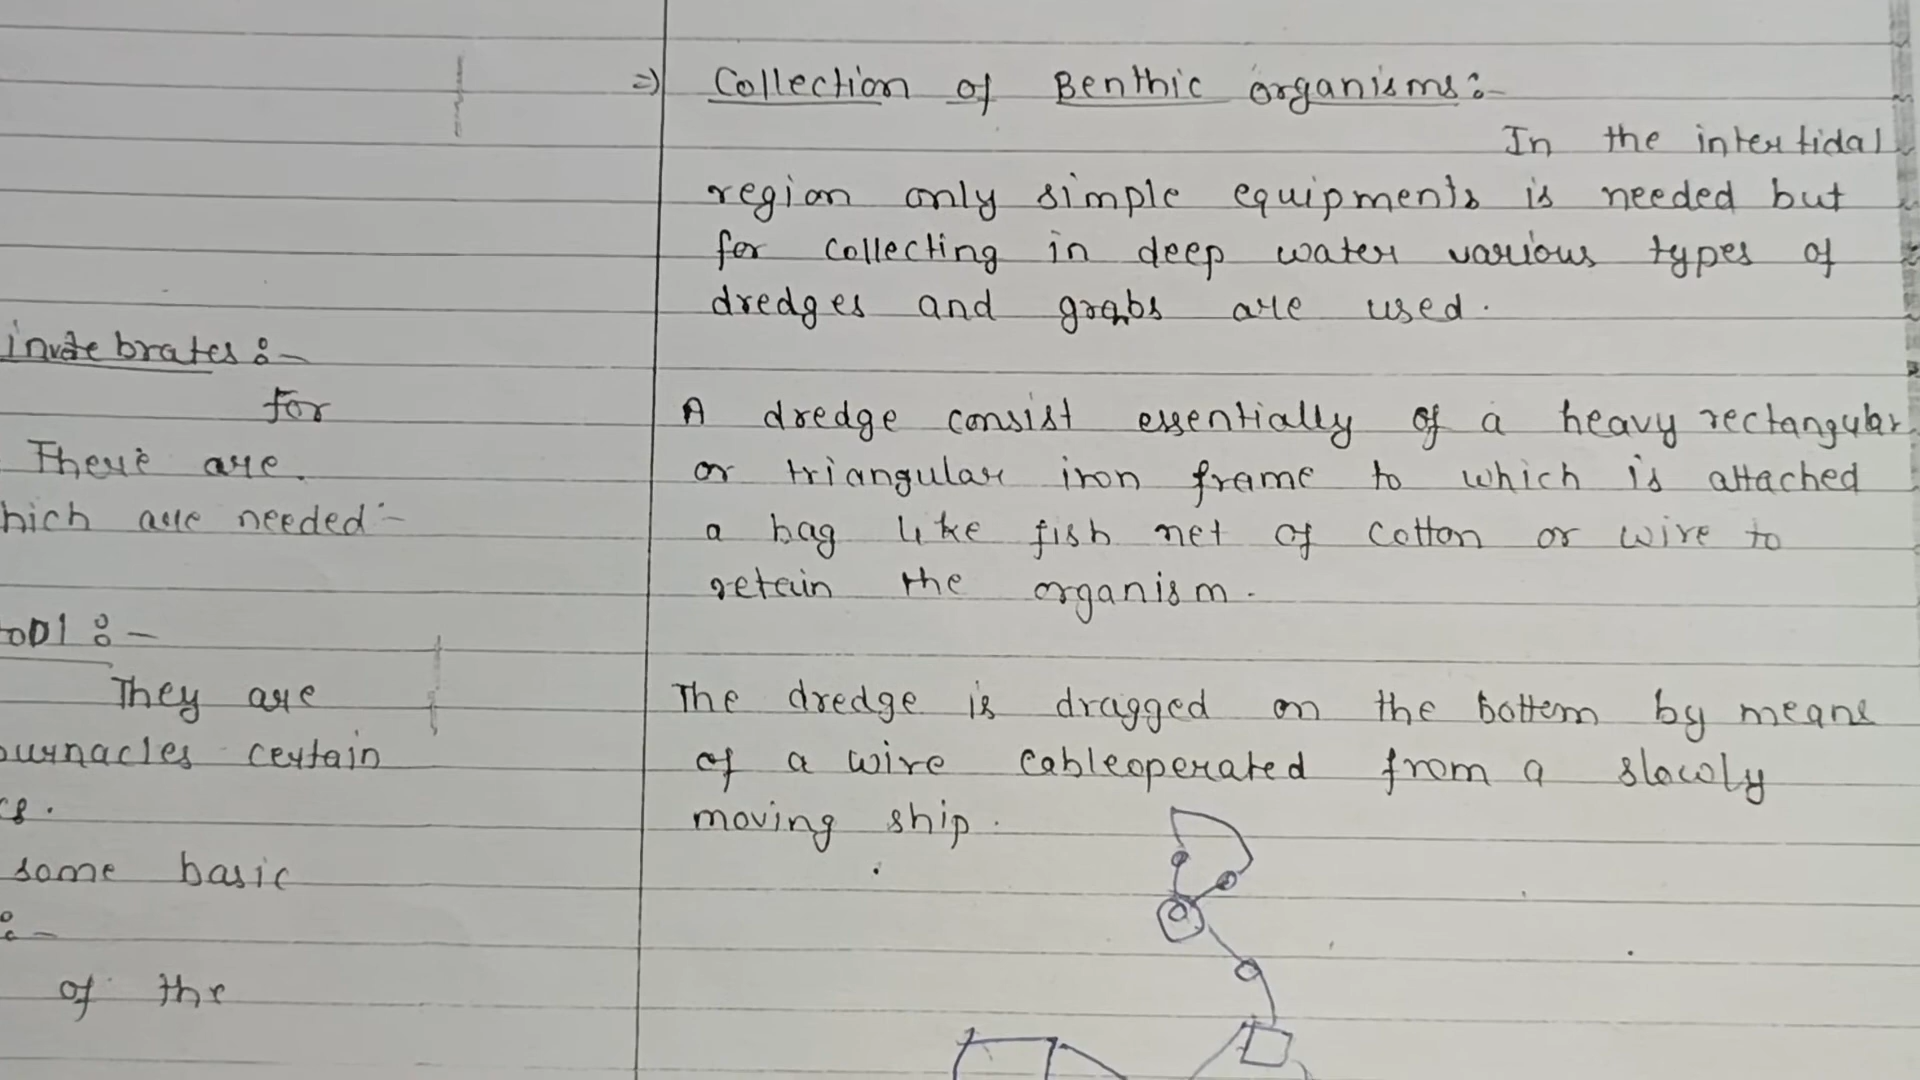 invtebrates :-
for
There are
hich are needed :-
They are
certain
some basic
of the
=) Collection of Benthic organisms :-
In the intertidal
region only simple equipments is needed but
for collecting in deep water various types of
dredges and grabs are used.
A dredge consist essentially of a heavy rectangular
or triangular iron frame to which is attached
a bag like fish net of cotton or wire to
retain the organism.
The dredge is dragged on the bottom by means
of a wire cableoperated from a slowly
moving ship.